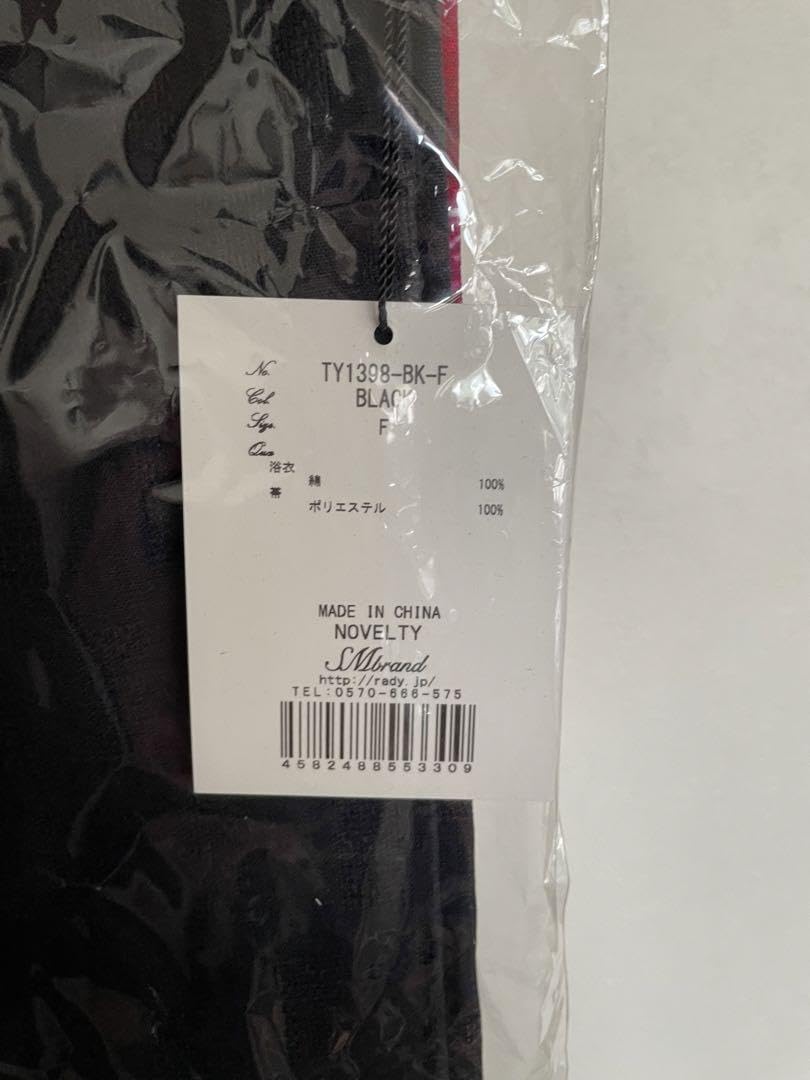 No. TY1398-BK-F
Col. BLACK
Size. F
Qua
浴衣
綿 100%
帯
ポリエステル 100%
MADE IN CHINA
NOVELTY
SMbrand
http://rady.jp/
TEL:0570-666-575
4582488553309